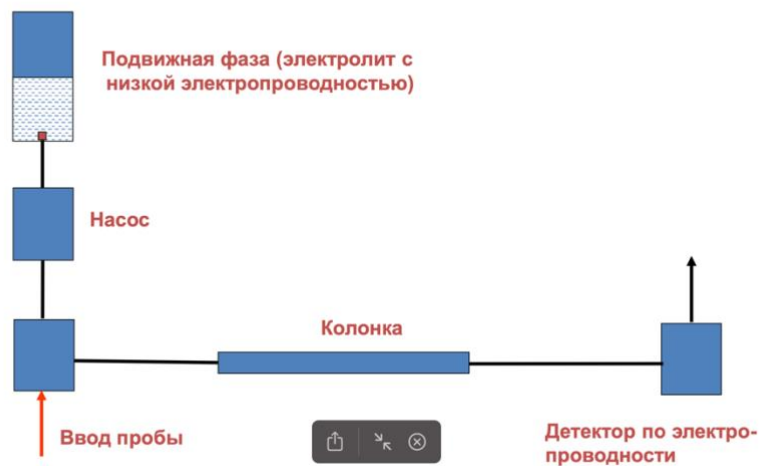 Подвижная фаза (электролит с
низкой электропроводностью)
Насос
Колонка
Ввод пробы
Детектор по электро-
проводности